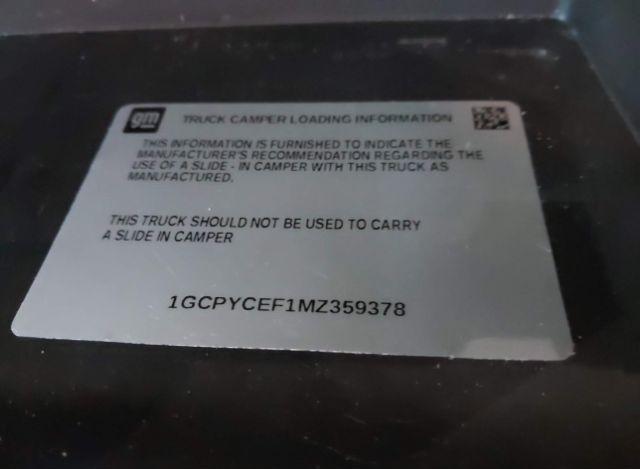 gm
TRUCK CAMPER LOADING INFORMATION
THIS INFORMATION IS FURNISHED TO INDICATE THE
MANUFACTURER'S RECOMMENDATION REGARDING THE
USE OF A SLIDE - IN CAMPER WITH THIS TRUCK AS
MANUFACTURED.
THIS TRUCK SHOULD NOT BE USED TO CARRY
A SLIDE IN CAMPER
1GCPYCEF1MZ359378